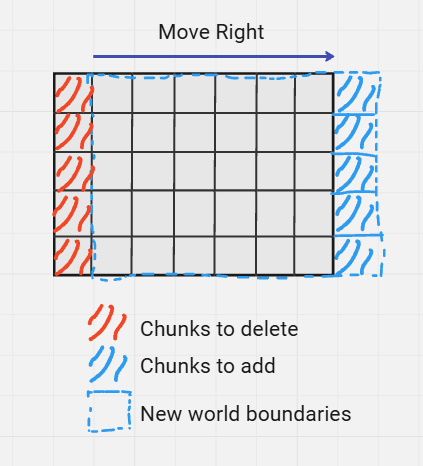 Move Right
Chunks to delete
Chunks to add
New world boundaries